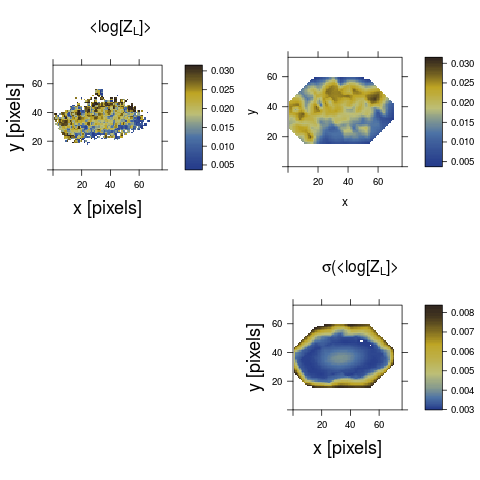 <log[Z_L]>
y [pixels]
60
40
20
20 40 60
x [pixels]
0.030
0.025
0.020
0.015
0.010
0.005
y
60
40
20
20 40 60
x
0.030
0.025
0.020
0.015
0.010
0.005
σ(<log[Z_L]>
y [pixels]
60
40
20
20 40 60
x [pixels]
0.008
0.007
0.006
0.005
0.004
0.003